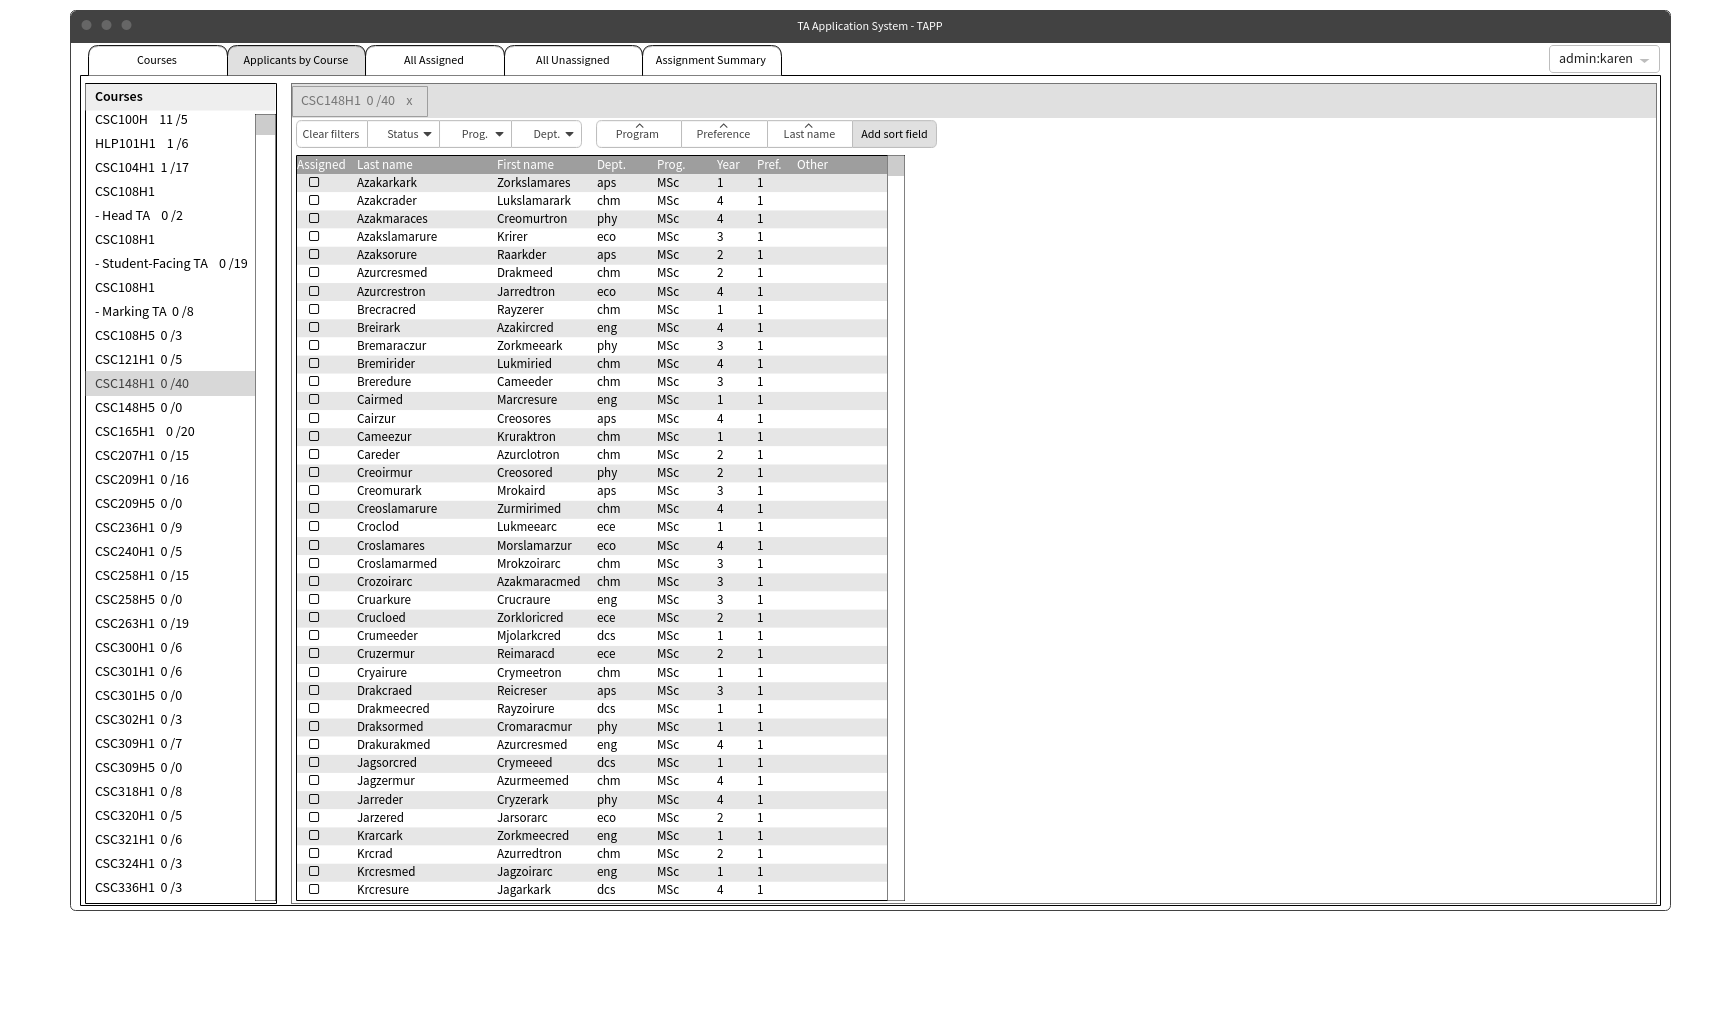 TA Application System - TAPP
Courses Applicants by Course All Assigned All Unassigned Assignment Summary admin:karen
Courses
CSC100H 11 /5
HLP101H1 1 /6
CSC104H1 1 /17
CSC108H1
- Head TA 0 /2
CSC108H1
- Student-Facing TA 0 /19
CSC108H1
- Marking TA 0 /8
CSC108H5 0 /3
CSC121H1 0 /5
CSC148H1 0 /40
CSC148H5 0 /0
CSC165H1 0 /20
CSC207H1 0 /15
CSC209H1 0 /16
CSC209H5 0 /0
CSC236H1 0 /9
CSC240H1 0 /5
CSC258H1 0 /15
CSC258H5 0 /0
CSC263H1 0 /19
CSC300H1 0 /6
CSC301H1 0 /6
CSC301H5 0 /0
CSC302H1 0 /3
CSC309H1 0 /7
CSC309H5 0 /0
CSC318H1 0 /8
CSC320H1 0 /5
CSC321H1 0 /6
CSC324H1 0 /3
CSC336H1 0 /3
CSC148H1 0 /40 x
Clear filters Status Prog. Dept. Program Preference Last name Add sort field
Assigned Last name First name Dept. Prog. Year Pref. Other
Azakarkark Zorkslamares aps MSc 1 1
Azakcrader Lukslamarark chm MSc 4 1
Azakmaraces Creomurtron phy MSc 4 1
Azakslamarure Krirer eco MSc 3 1
Azaksorure Raarkder aps MSc 2 1
Azurcresmed Drakmeed chm MSc 2 1
Azurcrestron Jarredtron eco MSc 4 1
Brecracred Rayzerer chm MSc 1 1
Breirark Azakircred eng MSc 4 1
Bremaraczur Zorkmeeark phy MSc 3 1
Bremirider Lukmiried chm MSc 4 1
Breredure Cameeder chm MSc 3 1
Cairmed Marcresure eng MSc 1 1
Cairzur Creosores aps MSc 4 1
Cameezur Kruraktron chm MSc 1 1
Careder Azurclotron chm MSc 2 1
Creoirmur Creosored phy MSc 2 1
Creomurark Mrokaird aps MSc 3 1
Creoslamarure Zurmirimed chm MSc 4 1
Croclod Lukmeearc ece MSc 1 1
Croslamares Morslamarzur eco MSc 4 1
Croslamarmed Mrokzoirarc chm MSc 3 1
Crozoirarc Azakmaracmed chm MSc 3 1
Cruarkure Crucraure eng MSc 3 1
Crucloed Zorkloricred ece MSc 2 1
Crumeeder Mjolarkcred dcs MSc 1 1
Cruzermur Reimaracd ece MSc 2 1
Cryairure Crymeetron chm MSc 1 1
Drakcraed Reicreser aps MSc 3 1
Drakmeecred Rayzoirure dcs MSc 1 1
Draksormed Cromaracmur phy MSc 1 1
Drakurakmed Azurcresmed eng MSc 4 1
Jagsorcred Crymeeed dcs MSc 1 1
Jagzermur Azurmeemed chm MSc 4 1
Jarreder Cryzerark phy MSc 4 1
Jarzered Jarsorarc eco MSc 2 1
Krarcark Zorkmeecred eng MSc 1 1
Krcrad Azurredtron chm MSc 2 1
Krcresmed Jagzoirarc eng MSc 1 1
Krcresure Jagarkark dcs MSc 4 1